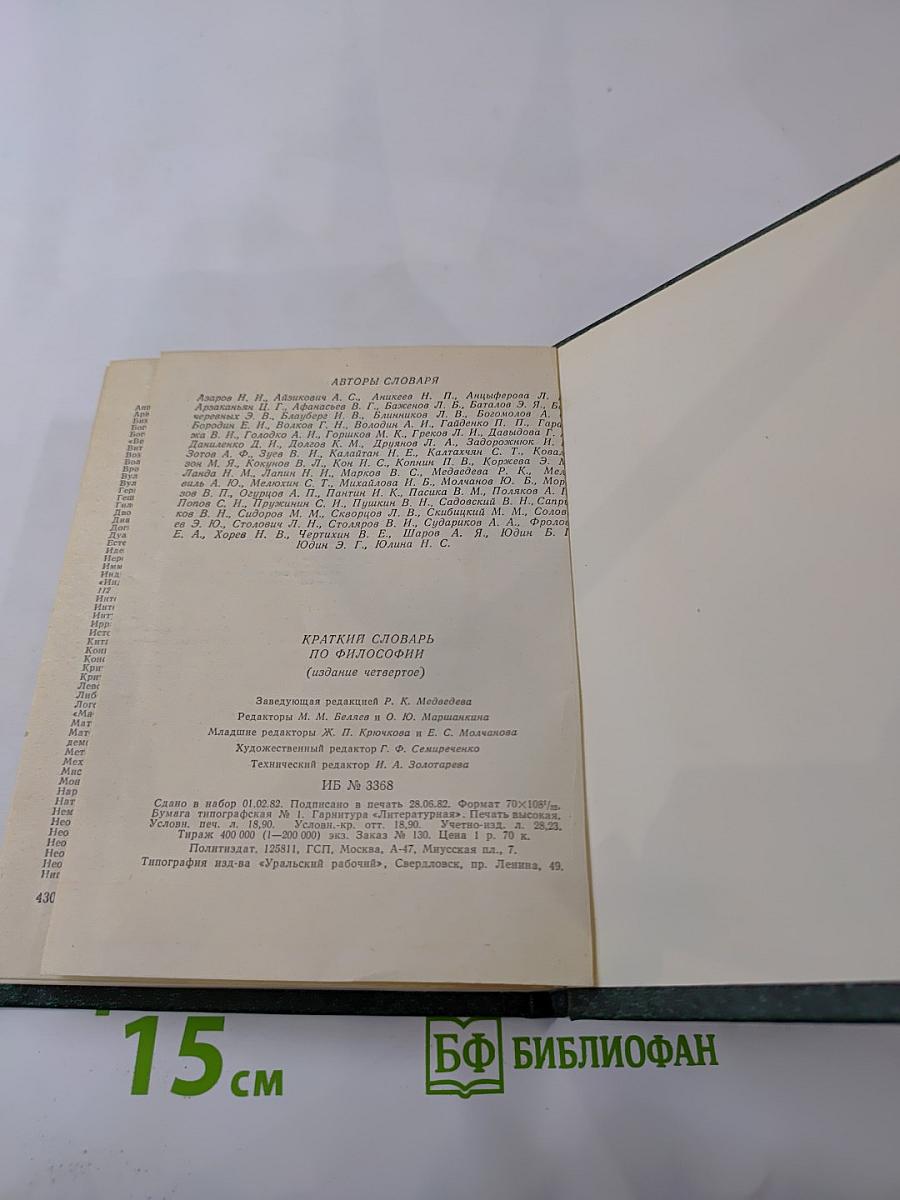 АВТОРЫ СЛОВАРЯ
Азаров Н. И., Айзикович А. С., Аникеев Н. П., Анцыферова Л.
Арзаканьян Ц. Г., Афанасьев В. Г., Баженов Л. Б., Баталов Э. Я.,
черевных Э. В., Блауберг И. В., Блинников Л. В., Богомолов А.
Бородин Е. И., Волков Г. Н., Володин А. И., Гайденко П. П.,
жа В. И., Голодко А. И., Горшков М. К., Греков Л. И., Давыдова Г.
Даниленко Д. И., Долгов К. М., Друянов Л. А., Задорожнюк И.
Зотов А. Ф., Зуев В. И., Калайтан Н. Е., Калтахчян С. Т.,
зон М. Я., Кокунов В. Л., Кон И. С., Копнин П. В., Коржева Э.
Ланда Н. М., Лапин Н. И., Марков В. С., Медведева Р. К.,
виль А. Ю., Мелюхин С. Т., Михайлова И. Б., Молчанов Ю. Б.,
зов В. П., Огурцов А. П., Пантин И. К., Пасика В. М., Поляков А.
Попов С. И., Пружинин С. И., Пушкин В. Н., Садовский В. Н.,
ков В. Н., Сидоров М. М., Скворцов Л. В., Скибицкий М. М.,
ев Э. Ю., Столович Л. Н., Столяров В. И., Судариков А. А.,
Е. А., Хорев Н. В., Чертихин В. Е., Шаров А. Я., Юдин Б.
Юдин Э. Г., Юлина Н. С.
КРАТКИЙ СЛОВАРЬ
ПО ФИЛОСОФИИ
(издание четвертое)
Заведующая редакцией Р. К. Медведева
Редакторы М. М. Беляев и О. Ю. Маршанкина
Младшие редакторы Ж. П. Крючкова и Е. С. Молчанова
Художественный редактор Г. Ф. Семиреченко
Технический редактор И. А. Золотарева
ИБ № 3368
Сдано в набор 01.02.82. Подписано в печать 28.06.82. Формат 70×108¹/₃₂.
Бумага типографская № 1. Гарнитура «Литературная». Печать высокая.
Условн. печ. л. 18,90. Условн.-кр. отт. 18,90. Учетно-изд. л. 28,23.
Тираж 400 000 (1—200 000) экз. Заказ № 130. Цена 1 р. 70 к.
Политиздат. 125811, ГСП, Москва, А-47, Миусская пл., 7.
Типография изд-ва «Уральский рабочий», Свердловск, пр. Ленина, 49.
430
15 см
БФ БИБЛИОФАН